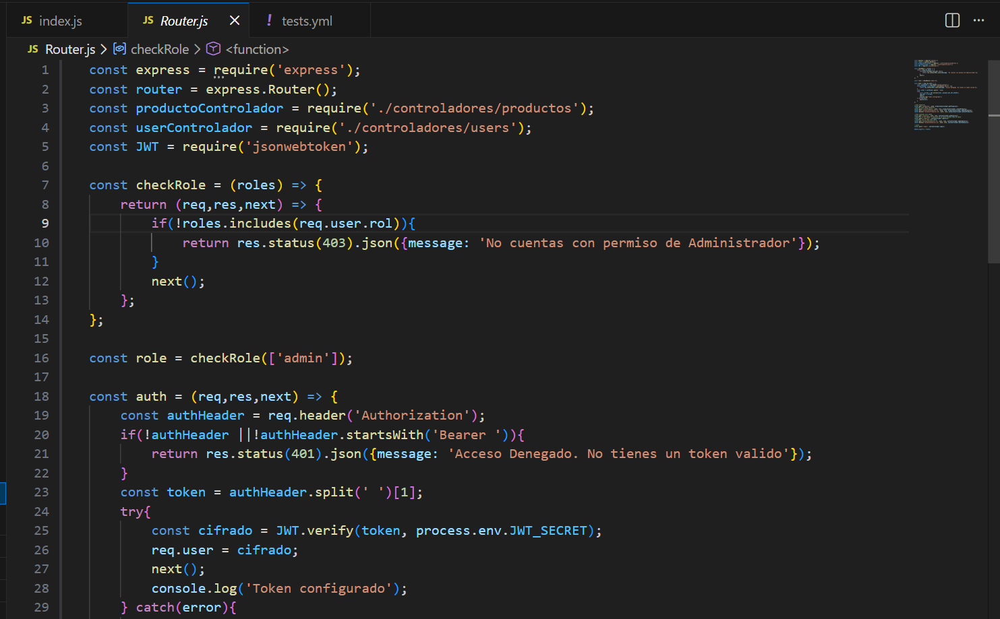 JS index.js
JS Router.js
! tests.yml
JS Router.js > checkRole > <function>
1 const express = require('express');
2 const router = express.Router();
3 const productoControlador = require('./controladores/productos');
4 const userControlador = require('./controladores/users');
5 const JWT = require('jsonwebtoken');
6
7 const checkRole = (roles) => {
8 return (req,res,next) => {
9 if(!roles.includes(req.user.rol)){
10 return res.status(403).json({message: 'No cuentas con permiso de Administrador'});
11 }
12 next();
13 };
14 };
15
16 const role = checkRole(['admin']);
17
18 const auth = (req,res,next) => {
19 const authHeader = req.header('Authorization');
20 if(!authHeader ||!authHeader.startsWith('Bearer ')){
21 return res.status(401).json({message: 'Acceso Denegado. No tienes un token valido'});
22 }
23 const token = authHeader.split(' ')[1];
24 try{
25 const cifrado = JWT.verify(token, process.env.JWT_SECRET);
26 req.user = cifrado;
27 next();
28 console.log('Token configurado');
29 } catch(error){